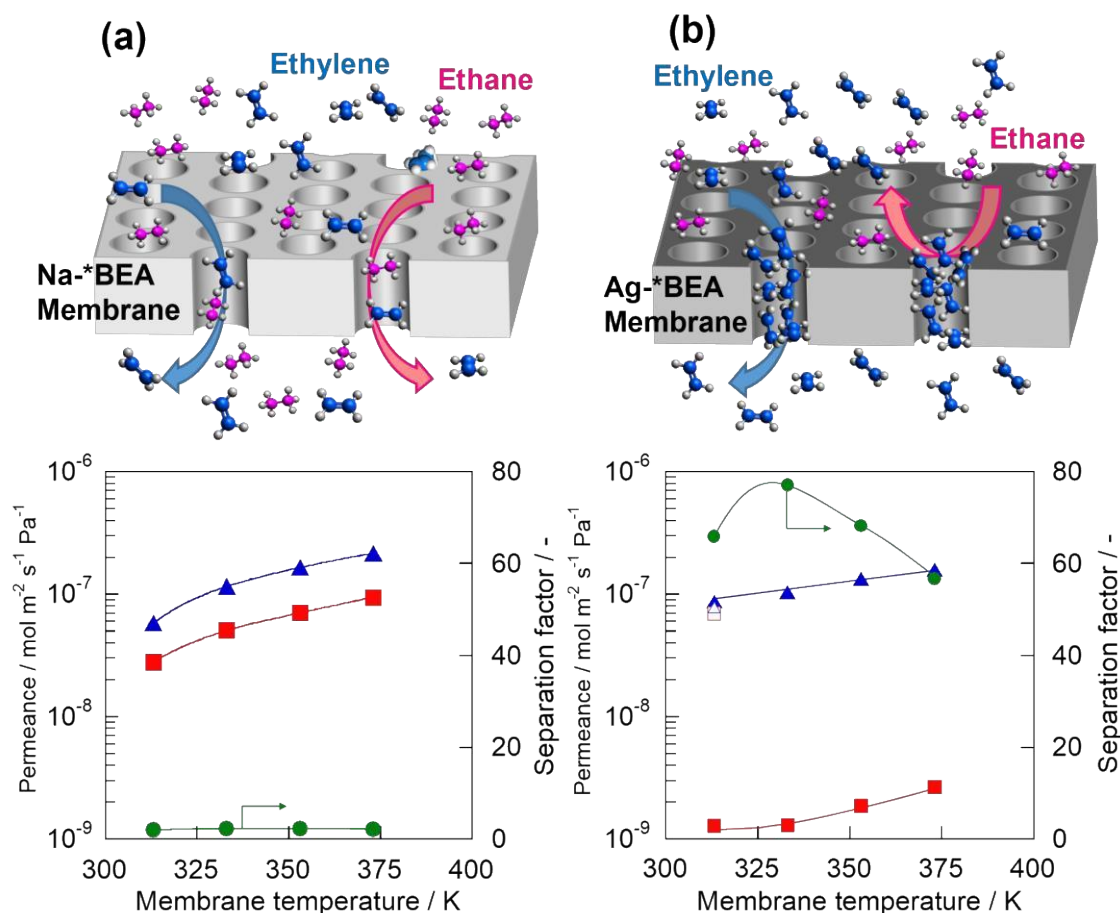 (a)
Ethylene
Ethane
Na-*BEA
Membrane
10⁻⁶
10⁻⁷
10⁻⁸
10⁻⁹
Permeance / mol m⁻² s⁻¹ Pa⁻¹
80
60
40
20
0
Separation factor / -
300
325
350
375
400
Membrane temperature / K
(b)
Ethylene
Ethane
Ag-*BEA
Membrane
10⁻⁶
10⁻⁷
10⁻⁸
10⁻⁹
Permeance / mol m⁻² s⁻¹ Pa⁻¹
80
60
40
20
0
Separation factor / -
300
325
350
375
400
Membrane temperature / K